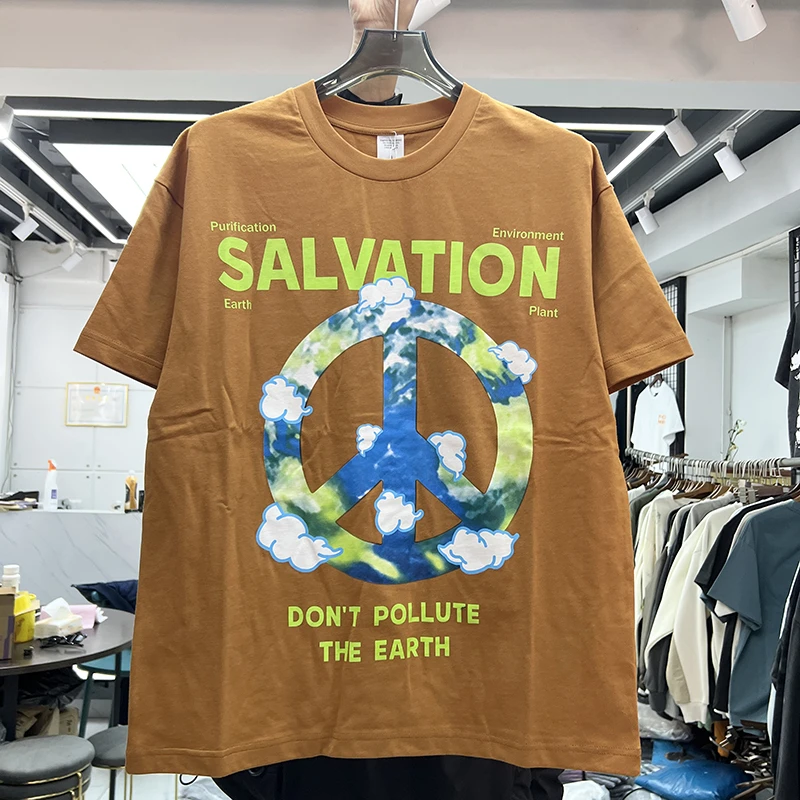 Purification
Environment
SALVATION
Earth
Plant
DON'T POLLUTE
THE EARTH